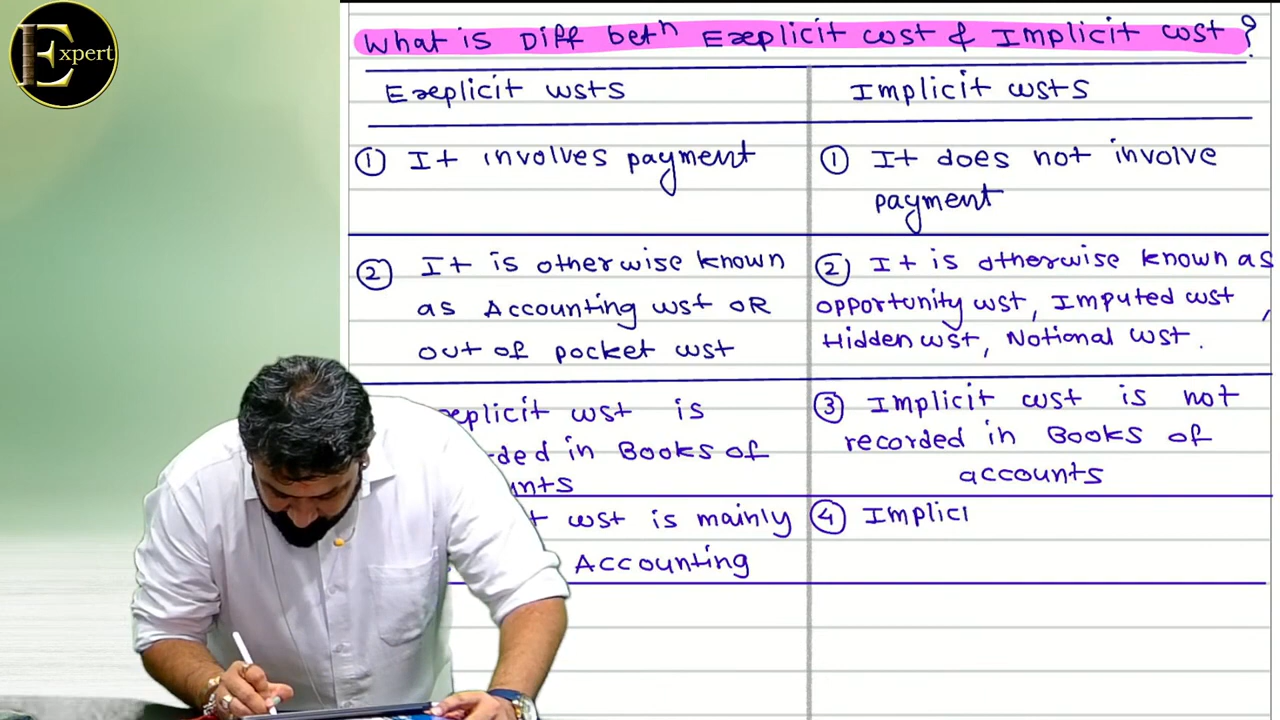 Expert
What is Diff betn Explicit cost & Implicit cost ?
Explicit costs
Implicit costs
① It involves payment
① It does not involve
payment
② It is otherwise known
as Accounting cost OR
out of pocket cost
② It is otherwise known as
opportunity cost, Imputed cost ,
Hidden cost, Notional cost.
plicit cost is
ded in Books of
unts
③ Implicit cost is not
recorded in Books of
accounts
t cost is mainly
Accounting
④ Implici